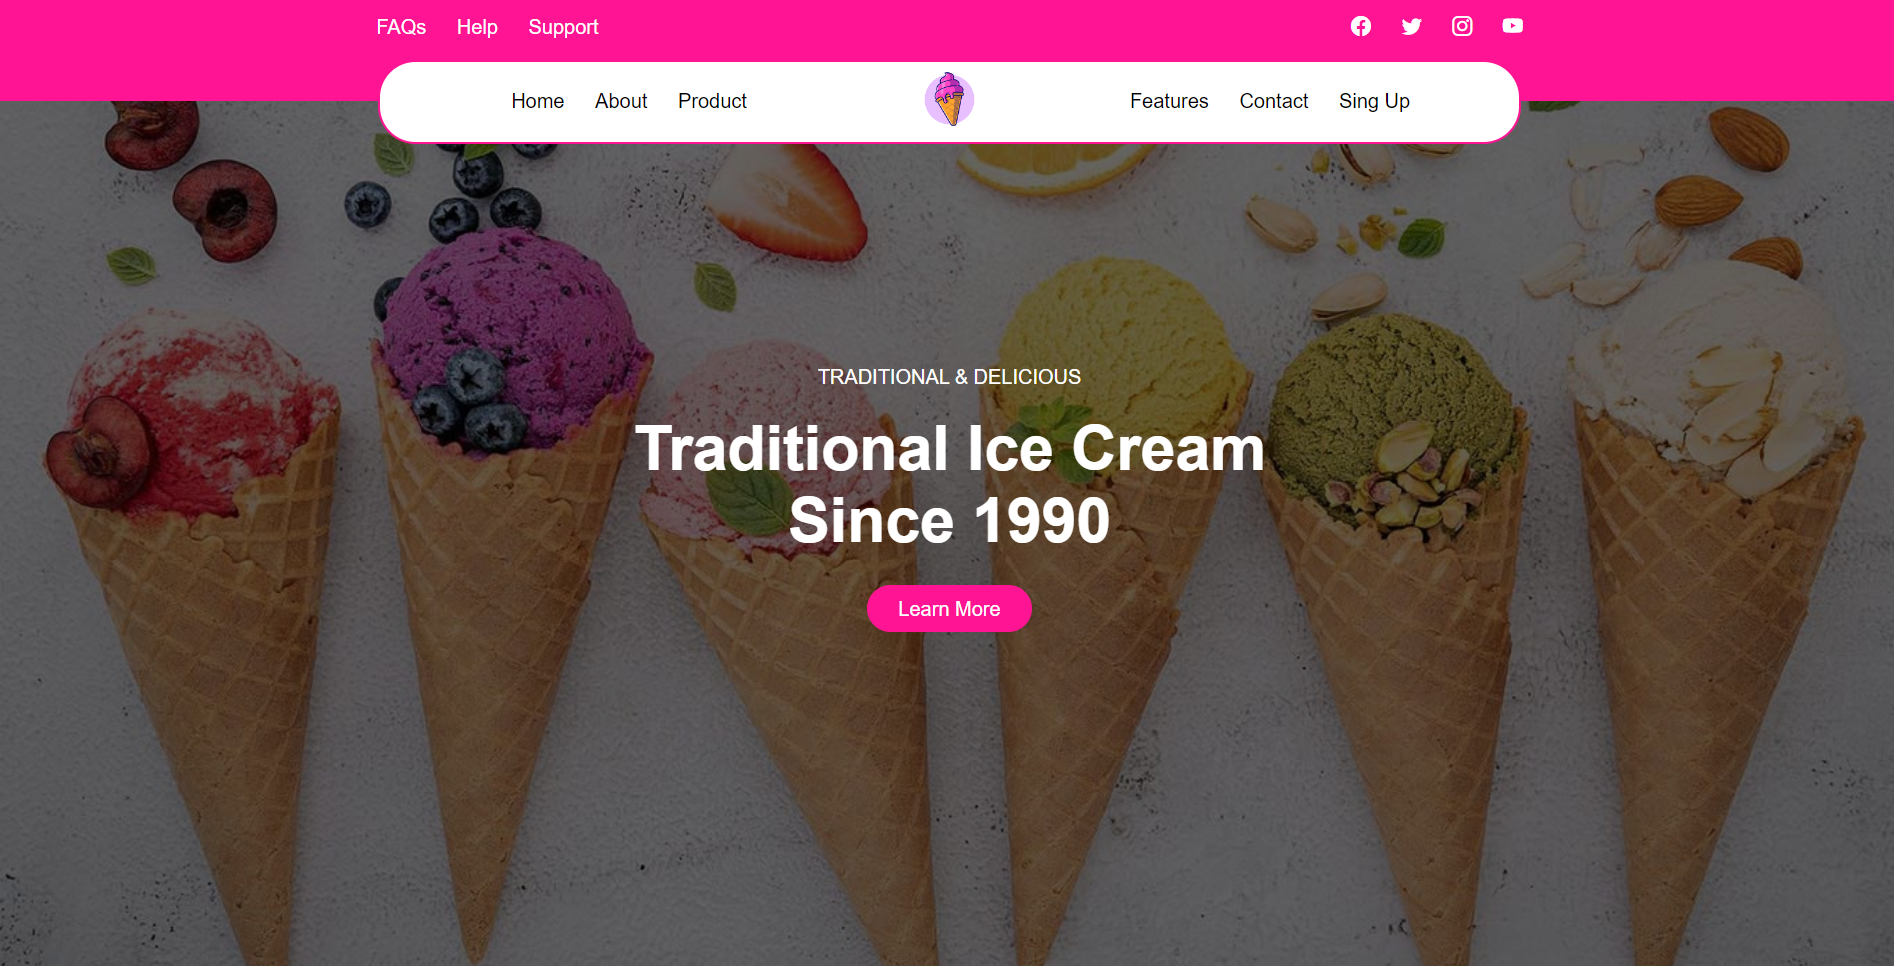 FAQs Help Support
Home About Product Features Contact Sing Up
TRADITIONAL & DELICIOUS
Traditional Ice Cream
Since 1990
Learn More